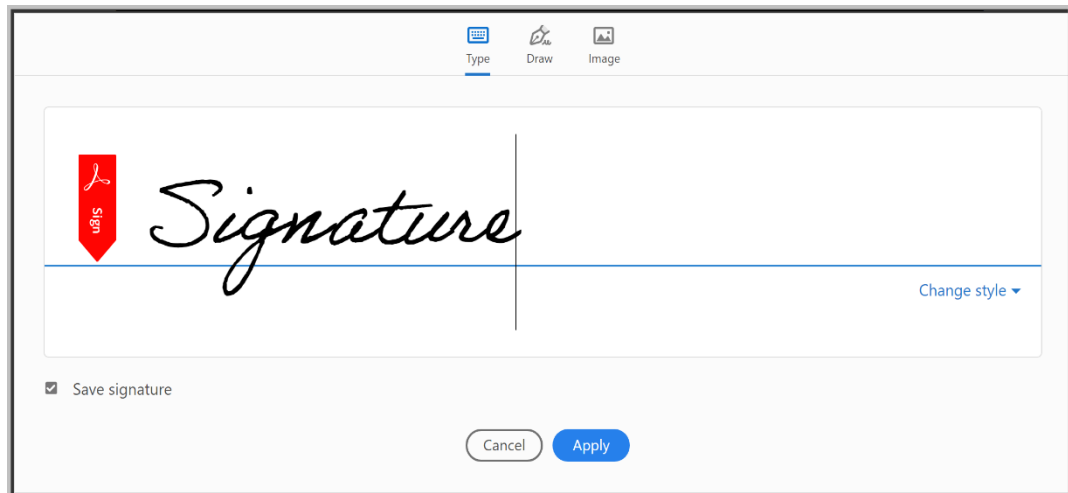 Type Draw Image
Sign
Signature
Change style
Save signature
Cancel Apply